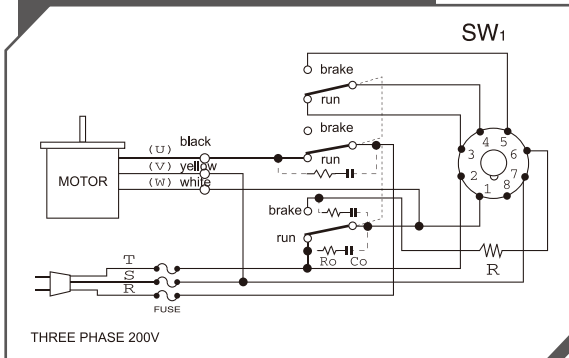 SW1
brake
run
brake
run
black
(U)
(V) yellow
(W) white
MOTOR
brake
run
Ro Co
4 5
3 6
2 7
1 8
R
T
S
R
FUSE
THREE PHASE 200V